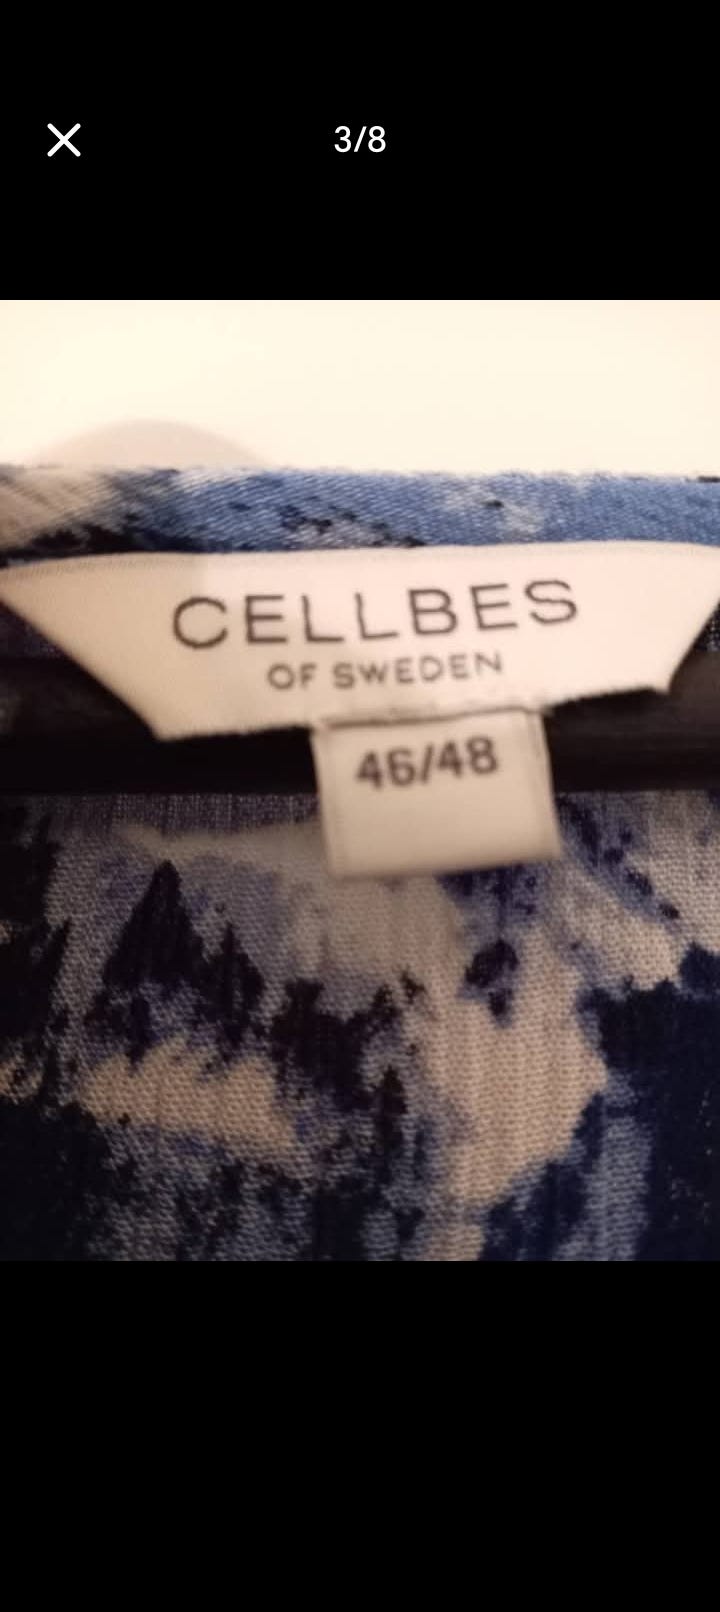 3/8
CELLBES
OF SWEDEN
46/48